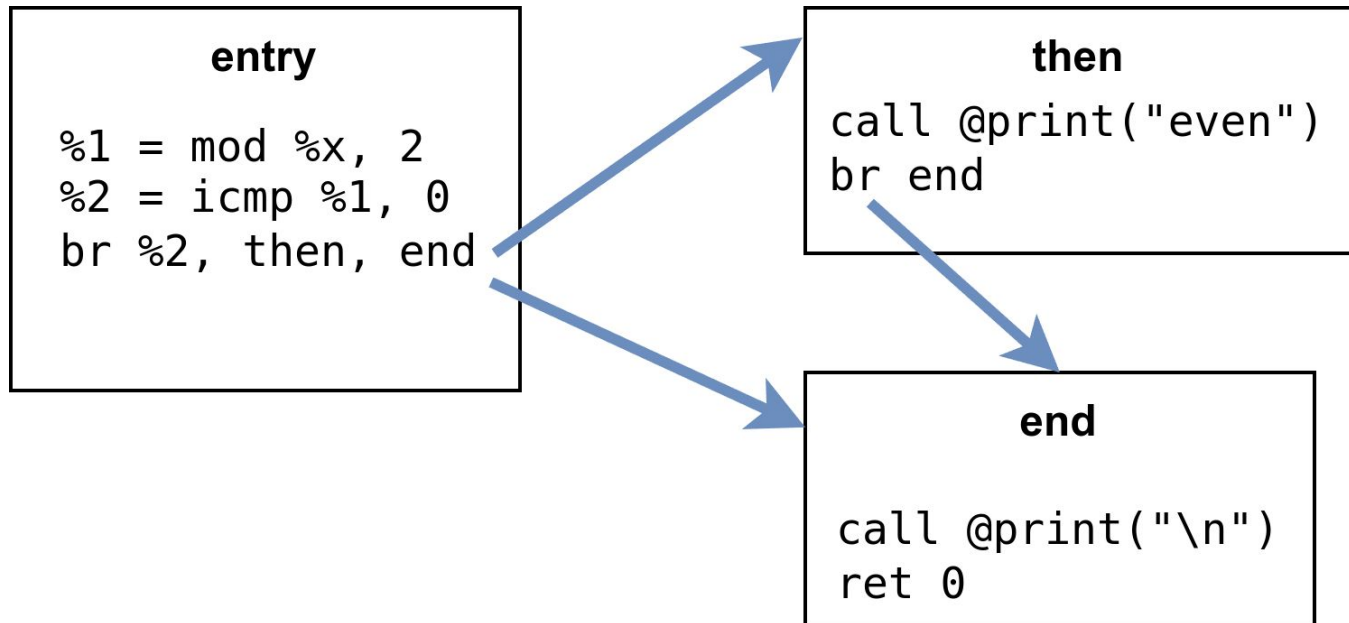 entry
%1 = mod %x, 2
%2 = icmp %1, 0
br %2, then, end
then
call @print("even")
br end
end
call @print("\n")
ret 0